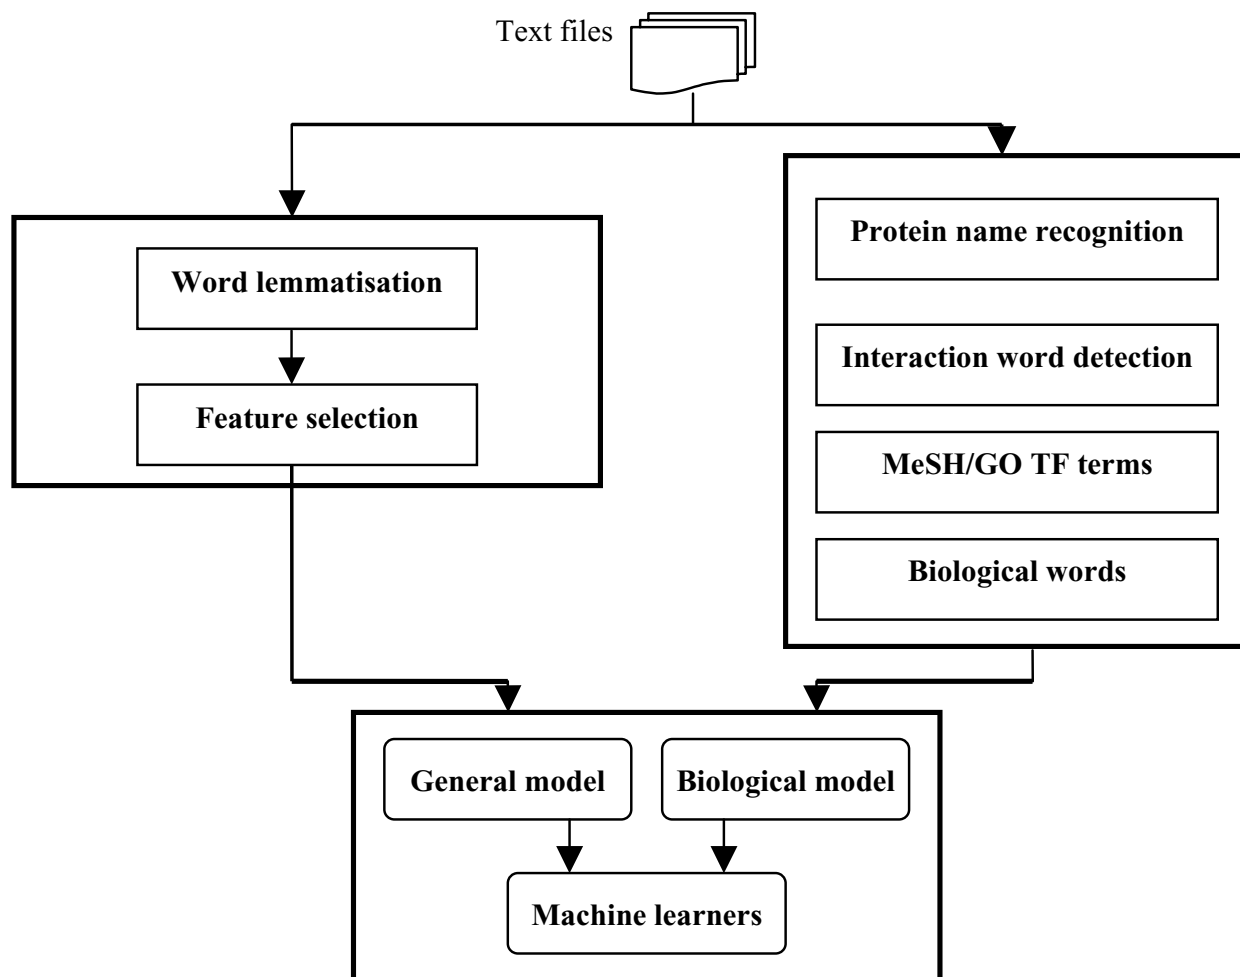 Text files
Word lemmatisation
Feature selection
Protein name recognition
Interaction word detection
MeSH/GO TF terms
Biological words
General model
Biological model
Machine learners